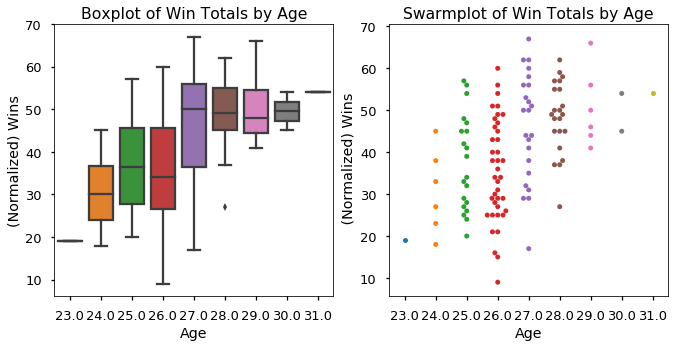 Boxplot of Win Totals by Age
Swarmplot of Win Totals by Age
(Normalized) Wins
70
60
50
40
30
20
10
23.0 24.0 25.0 26.0 27.0 28.0 29.0 30.0 31.0
Age
(Normalized) Wins
70
60
50
40
30
20
10
23.0 24.0 25.0 26.0 27.0 28.0 29.0 30.0 31.0
Age